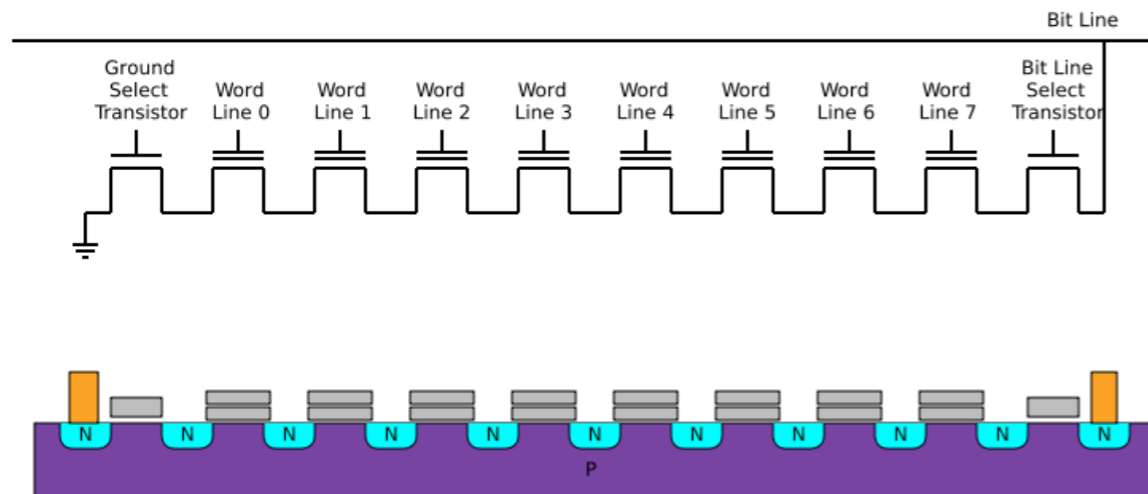 Bit Line
Ground
Select
Transistor
Word
Line 0
Word
Line 1
Word
Line 2
Word
Line 3
Word
Line 4
Word
Line 5
Word
Line 6
Word
Line 7
Bit Line
Select
Transistor
N
N
N
N
N
N
N
N
N
N
N
P